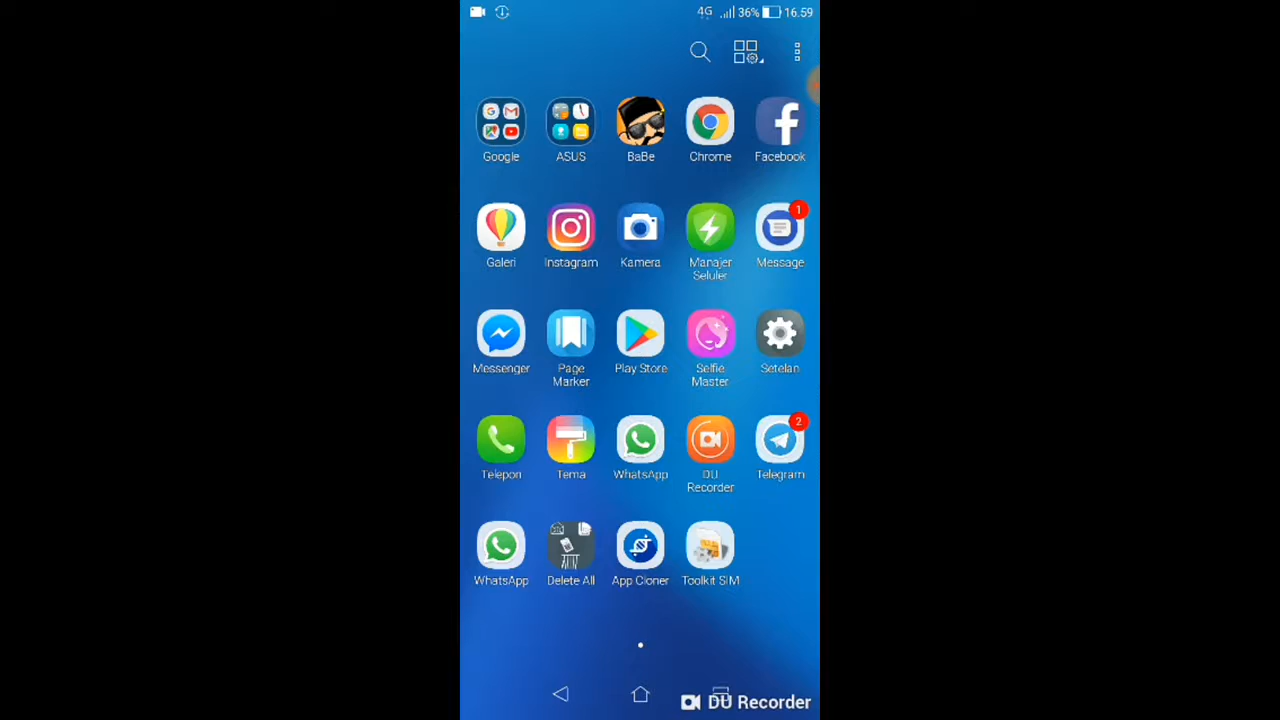 4G 36% 16.59
Google ASUS BaBe Chrome Facebook
Galeri Instagram Kamera Manajer Seluler Message
1
Messenger Page Marker Play Store Selfie Master Setelan
Telepon Tema WhatsApp DU Recorder Telegram
2
WhatsApp Delete All App Cloner Toolkit SIM
DU Recorder